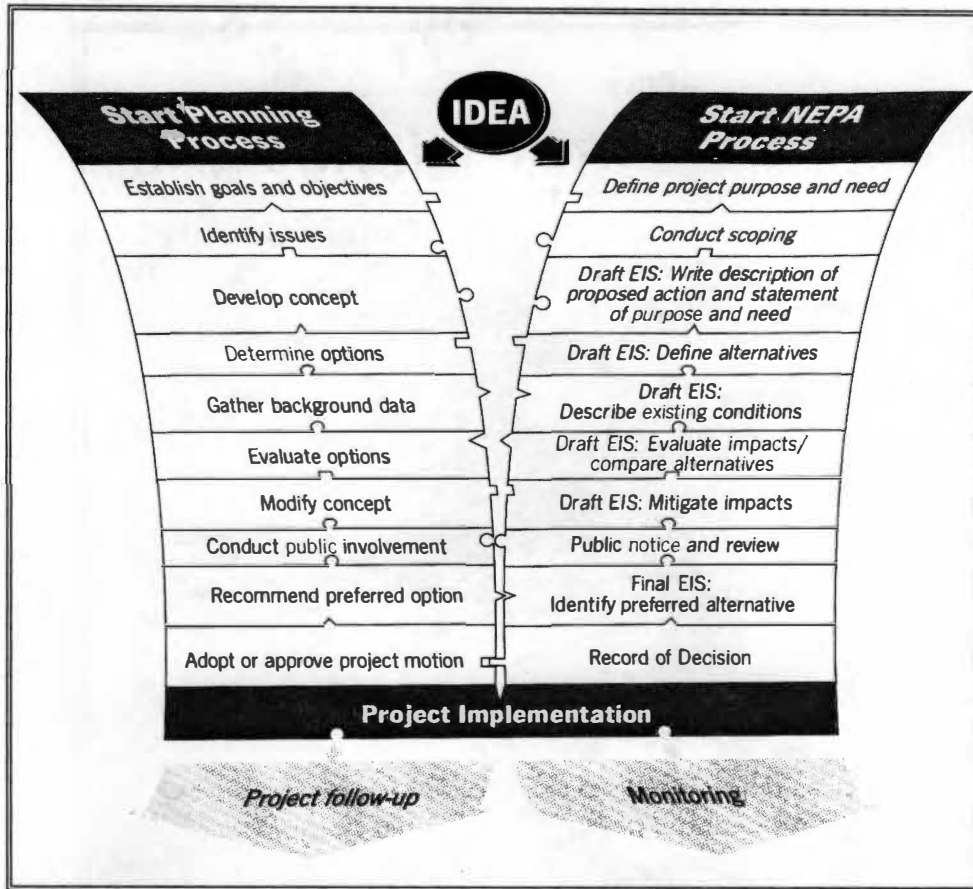 IDEA
Start Planning
Process
Establish goals and objectives
Identify issues
Develop concept
Determine options
Gather background data
Evaluate options
Modify concept
Conduct public involvement
Recommend preferred option
Adopt or approve project motion
Start NEPA
Process
Define project purpose and need
Conduct scoping
Draft EIS: Write description of
proposed action and statement
of purpose and need
Draft EIS: Define alternatives
Draft EIS:
Describe existing conditions
Draft EIS: Evaluate impacts/
compare alternatives
Draft EIS: Mitigate impacts
Public notice and review
Final EIS:
Identify preferred alternative
Record of Decision
Project Implementation
Project follow-up
Monitoring